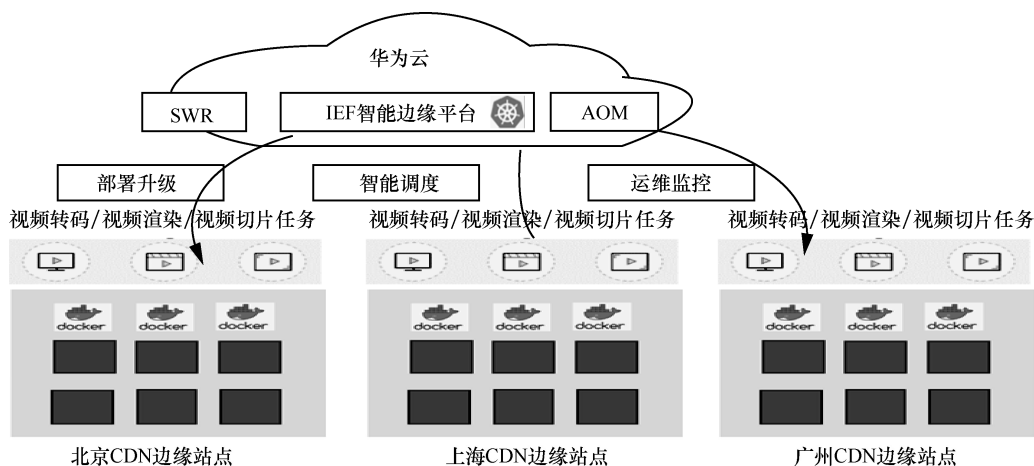 华为云
SWR IEF智能边缘平台 AOM
部署升级 智能调度 运维监控
视频转码/视频渲染/视频切片任务 视频转码/视频渲染/视频切片任务 视频转码/视频渲染/视频切片任务
docker docker docker docker docker docker docker docker docker
北京CDN边缘站点 上海CDN边缘站点 广州CDN边缘站点